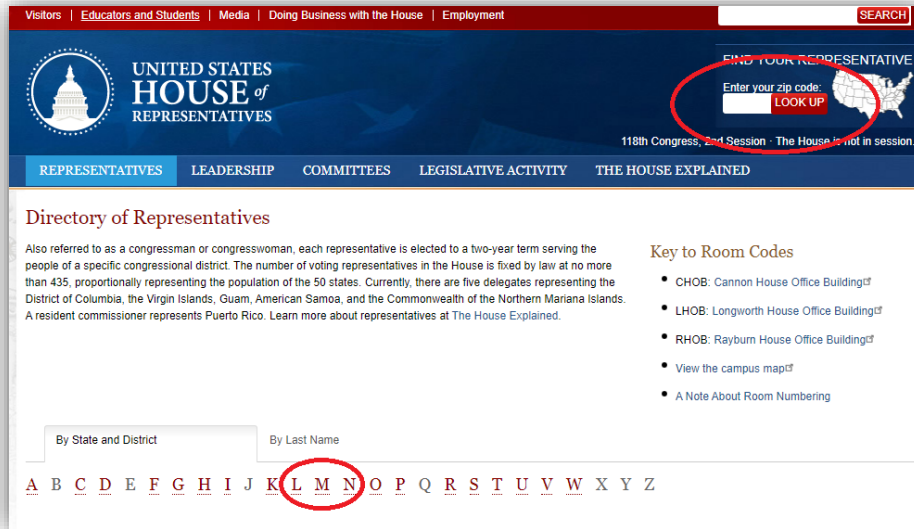 Visitors | Educators and Students | Media | Doing Business with the House | Employment
SEARCH
UNITED STATES
HOUSE of
REPRESENTATIVES
FIND YOUR REPRESENTATIVE
Enter your zip code:
LOOK UP
118th Congress, 2nd Session · The House is not in session.
REPRESENTATIVES LEADERSHIP COMMITTEES LEGISLATIVE ACTIVITY THE HOUSE EXPLAINED
Directory of Representatives
Also referred to as a congressman or congresswoman, each representative is elected to a two-year term serving the
people of a specific congressional district. The number of voting representatives in the House is fixed by law at no more
than 435, proportionally representing the population of the 50 states. Currently, there are five delegates representing the
District of Columbia, the Virgin Islands, Guam, American Samoa, and the Commonwealth of the Northern Mariana Islands.
A resident commissioner represents Puerto Rico. Learn more about representatives at The House Explained.
Key to Room Codes
CHOB: Cannon House Office Building
LHOB: Longworth House Office Building
RHOB: Rayburn House Office Building
View the campus map
A Note About Room Numbering
By State and District By Last Name
A B C D E F G H I J K L M N O P Q R S T U V W X Y Z